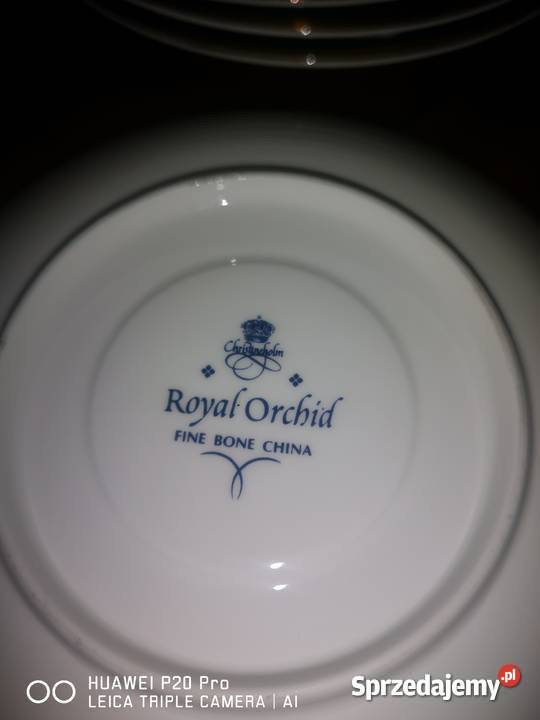 Christineholm
Royal Orchid
FINE BONE CHINA
HUAWEI P20 Pro
LEICA TRIPLE CAMERA | AI
Sprzedajemy.pl